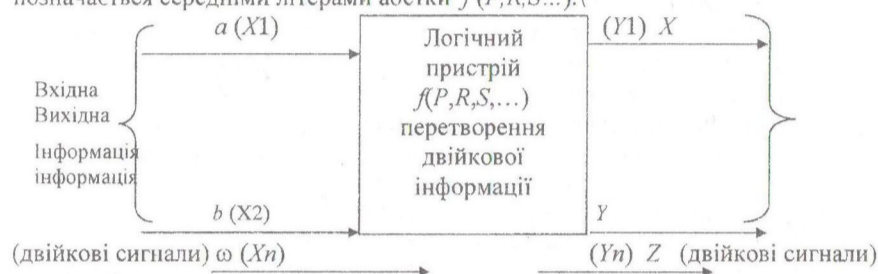 позначається середніми літерами абетки f (P,R,S...).
a (X1)
(Y1) X
Логічний
пристрій
f(P,R,S,...)
перетворення
двійкової
інформації
Вхідна
Вихідна
Інформація
інформація
b (X2)
Y
(двійкові сигнали) ω (Xn)
(Yn) Z (двійкові сигнали)